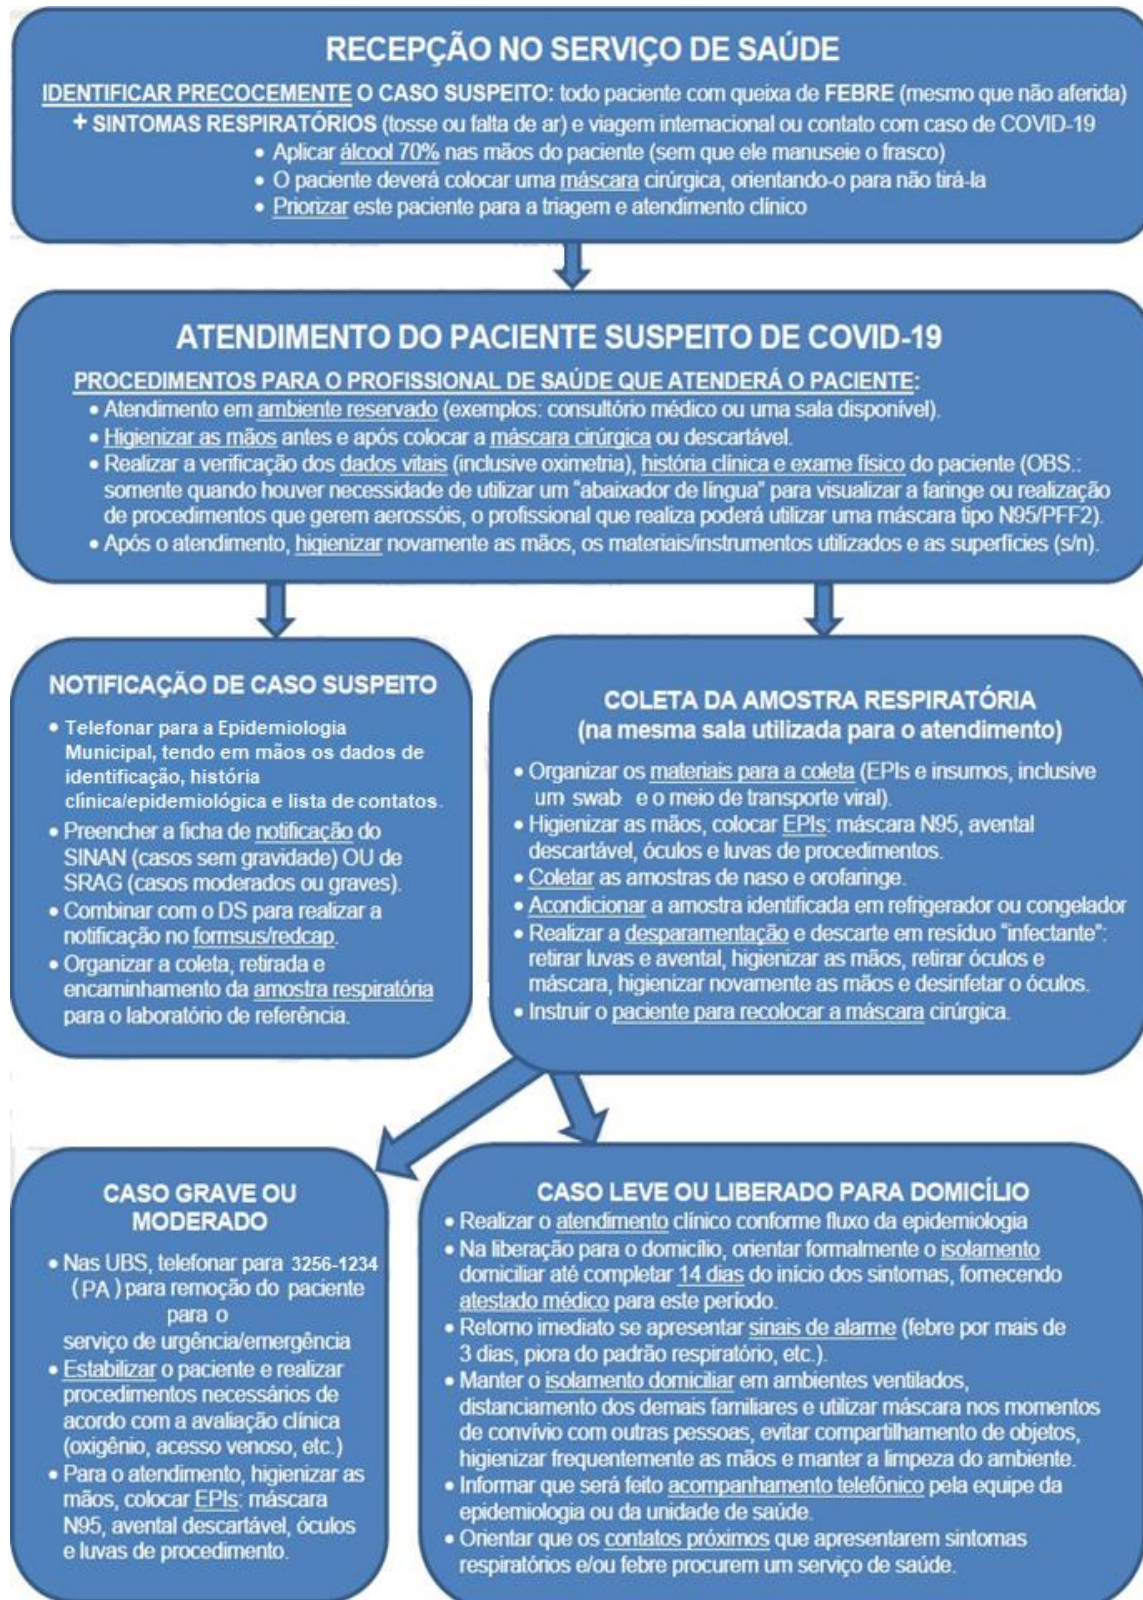 RECEPÇÃO NO SERVIÇO DE SAÚDE
IDENTIFICAR PRECOCEMENTE O CASO SUSPEITO: todo paciente com queixa de FEBRE (mesmo que não aferida)
+ SINTOMAS RESPIRATÓRIOS (tosse ou falta de ar) e viagem internacional ou contato com caso de COVID-19
• Aplicar álcool 70% nas mãos do paciente (sem que ele manuseie o frasco)
• O paciente deverá colocar uma máscara cirúrgica, orientando-o para não tirá-la
• Priorizar este paciente para a triagem e atendimento clínico
ATENDIMENTO DO PACIENTE SUSPEITO DE COVID-19
PROCEDIMENTOS PARA O PROFISSIONAL DE SAÚDE QUE ATENDERÁ O PACIENTE:
• Atendimento em ambiente reservado (exemplos: consultório médico ou uma sala disponível).
• Higienizar as mãos antes e após colocar a máscara cirúrgica ou descartável.
• Realizar a verificação dos dados vitais (inclusive oximetria), história clínica e exame físico do paciente (OBS.:
somente quando houver necessidade de utilizar um “abaixador de língua” para visualizar a faringe ou realização
de procedimentos que gerem aerossóis, o profissional que realiza poderá utilizar uma máscara tipo N95/PFF2).
• Após o atendimento, higienizar novamente as mãos, os materiais/instrumentos utilizados e as superfícies (s/n).
NOTIFICAÇÃO DE CASO SUSPEITO
• Telefonar para a Epidemiologia
Municipal, tendo em mãos os dados de
identificação, história
clínica/epidemiológica e lista de contatos.
• Preencher a ficha de notificação do
SINAN (casos sem gravidade) OU de
SRAG (casos moderados ou graves).
• Combinar com o DS para realizar a
notificação no formsus/redcap.
• Organizar a coleta, retirada e
encaminhamento da amostra respiratória
para o laboratório de referência.
COLETA DA AMOSTRA RESPIRATÓRIA
(na mesma sala utilizada para o atendimento)
• Organizar os materiais para a coleta (EPIs e insumos, inclusive
um swab e o meio de transporte viral).
• Higienizar as mãos, colocar EPIs: máscara N95, avental
descartável, óculos e luvas de procedimentos.
• Coletar as amostras de naso e orofaringe.
• Acondicionar a amostra identificada em refrigerador ou congelador
• Realizar a desparamentação e descarte em resíduo “infectante”:
retirar luvas e avental, higienizar as mãos, retirar óculos e
máscara, higienizar novamente as mãos e desinfetar o óculos.
• Instruir o paciente para recolocar a máscara cirúrgica.
CASO GRAVE OU
MODERADO
• Nas UBS, telefonar para 3256-1234
(PA) para remoção do paciente
para o
serviço de urgência/emergência
• Estabilizar o paciente e realizar
procedimentos necessários de
acordo com a avaliação clínica
(oxigênio, acesso venoso, etc.)
• Para o atendimento, higienizar as
mãos, colocar EPIs: máscara
N95, avental descartável, óculos
e luvas de procedimento.
CASO LEVE OU LIBERADO PARA DOMICÍLIO
• Realizar o atendimento clínico conforme fluxo da epidemiologia
• Na liberação para o domicílio, orientar formalmente o isolamento
domiciliar até completar 14 dias do início dos sintomas, fornecendo
atestado médico para este período.
• Retorno imediato se apresentar sinais de alarme (febre por mais de
3 dias, piora do padrão respiratório, etc.).
• Manter o isolamento domiciliar em ambientes ventilados,
distanciamento dos demais familiares e utilizar máscara nos momentos
de convívio com outras pessoas, evitar compartilhamento de objetos,
higienizar frequentemente as mãos e manter a limpeza do ambiente.
• Informar que será feito acompanhamento telefônico pela equipe da
epidemiologia ou da unidade de saúde.
• Orientar que os contatos próximos que apresentarem sintomas
respiratórios e/ou febre procurem um serviço de saúde.